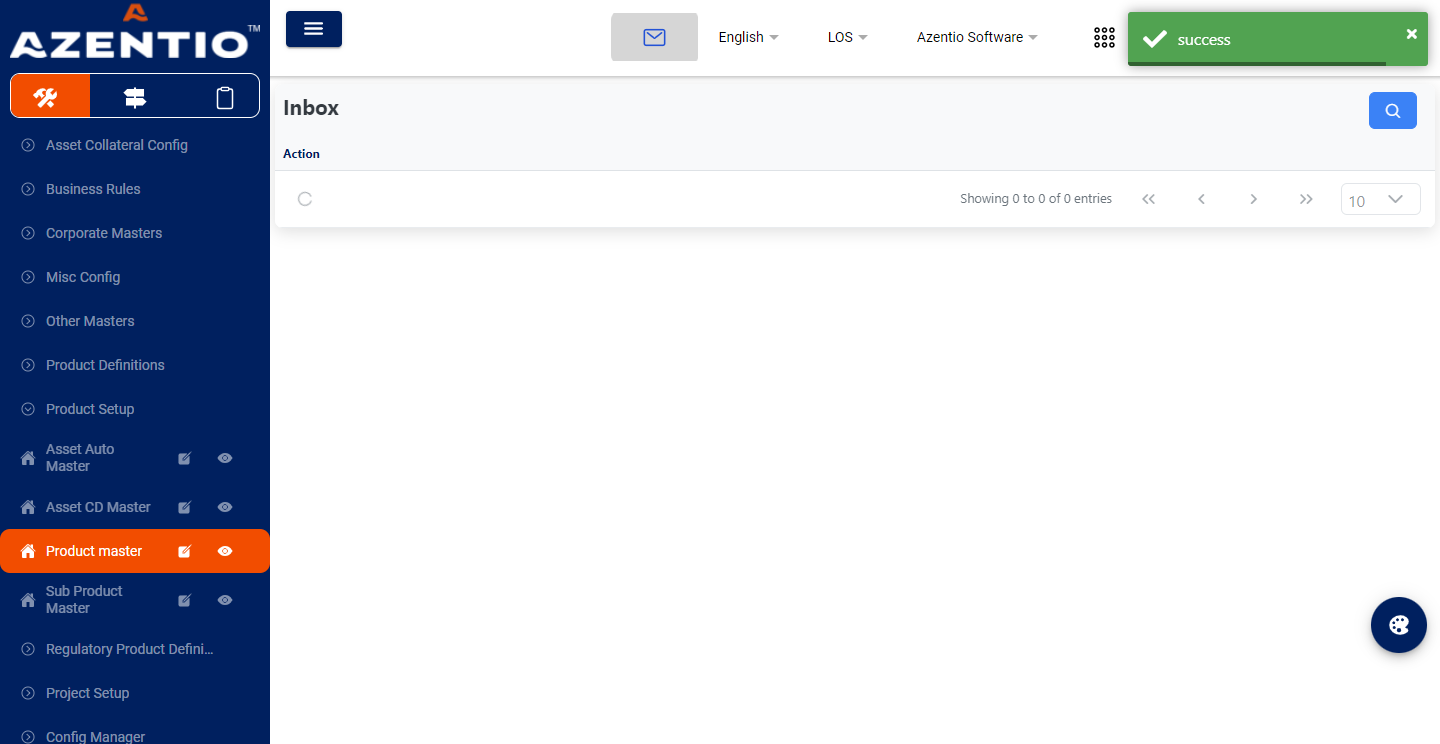 AZENTIO™
English
LOS
Azentio Software
success
Asset Collateral Config
Business Rules
Corporate Masters
Misc Config
Other Masters
Product Definitions
Product Setup
Asset Auto
Master
Asset CD Master
Product master
Sub Product
Master
Regulatory Product Defini...
Project Setup
Config Manager
Inbox
Action
Showing 0 to 0 of 0 entries
10